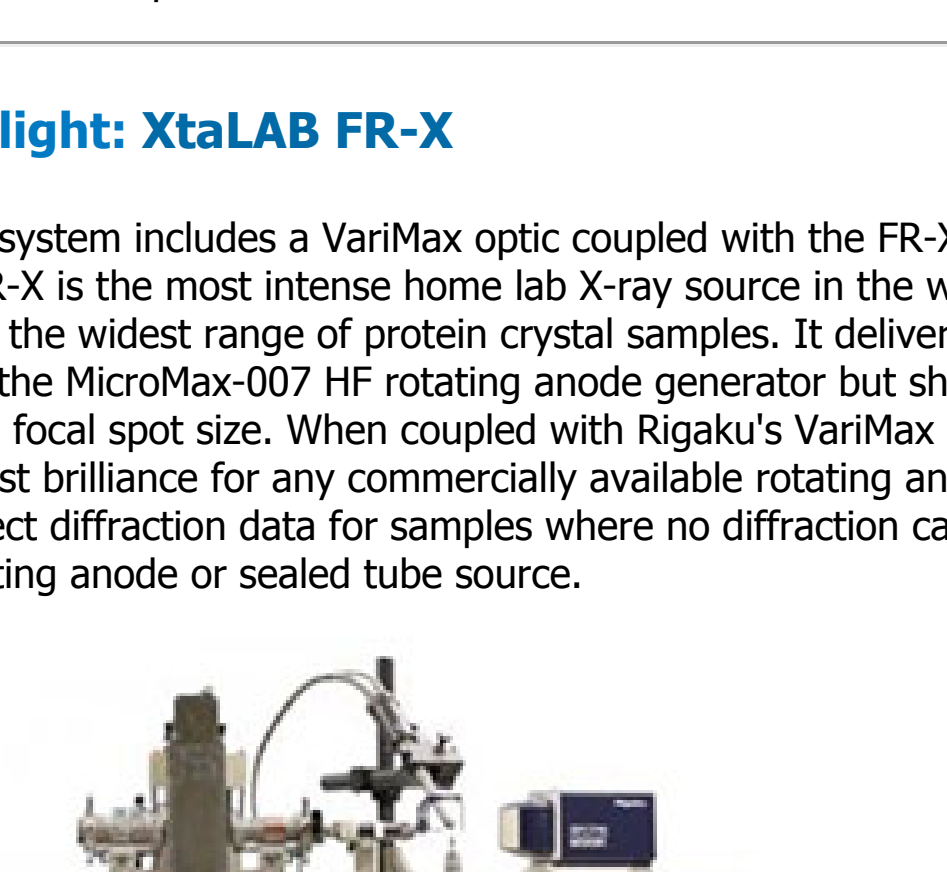 light: XtaLAB FR-X
system includes a VariMax optic coupled with the FR-X
R-X is the most intense home lab X-ray source in the w
the widest range of protein crystal samples. It deliver
the MicroMax-007 HF rotating anode generator but sh
focal spot size. When coupled with Rigaku's VariMax
st brilliance for any commercially available rotating an
ect diffraction data for samples where no diffraction ca
ting anode or sealed tube source.